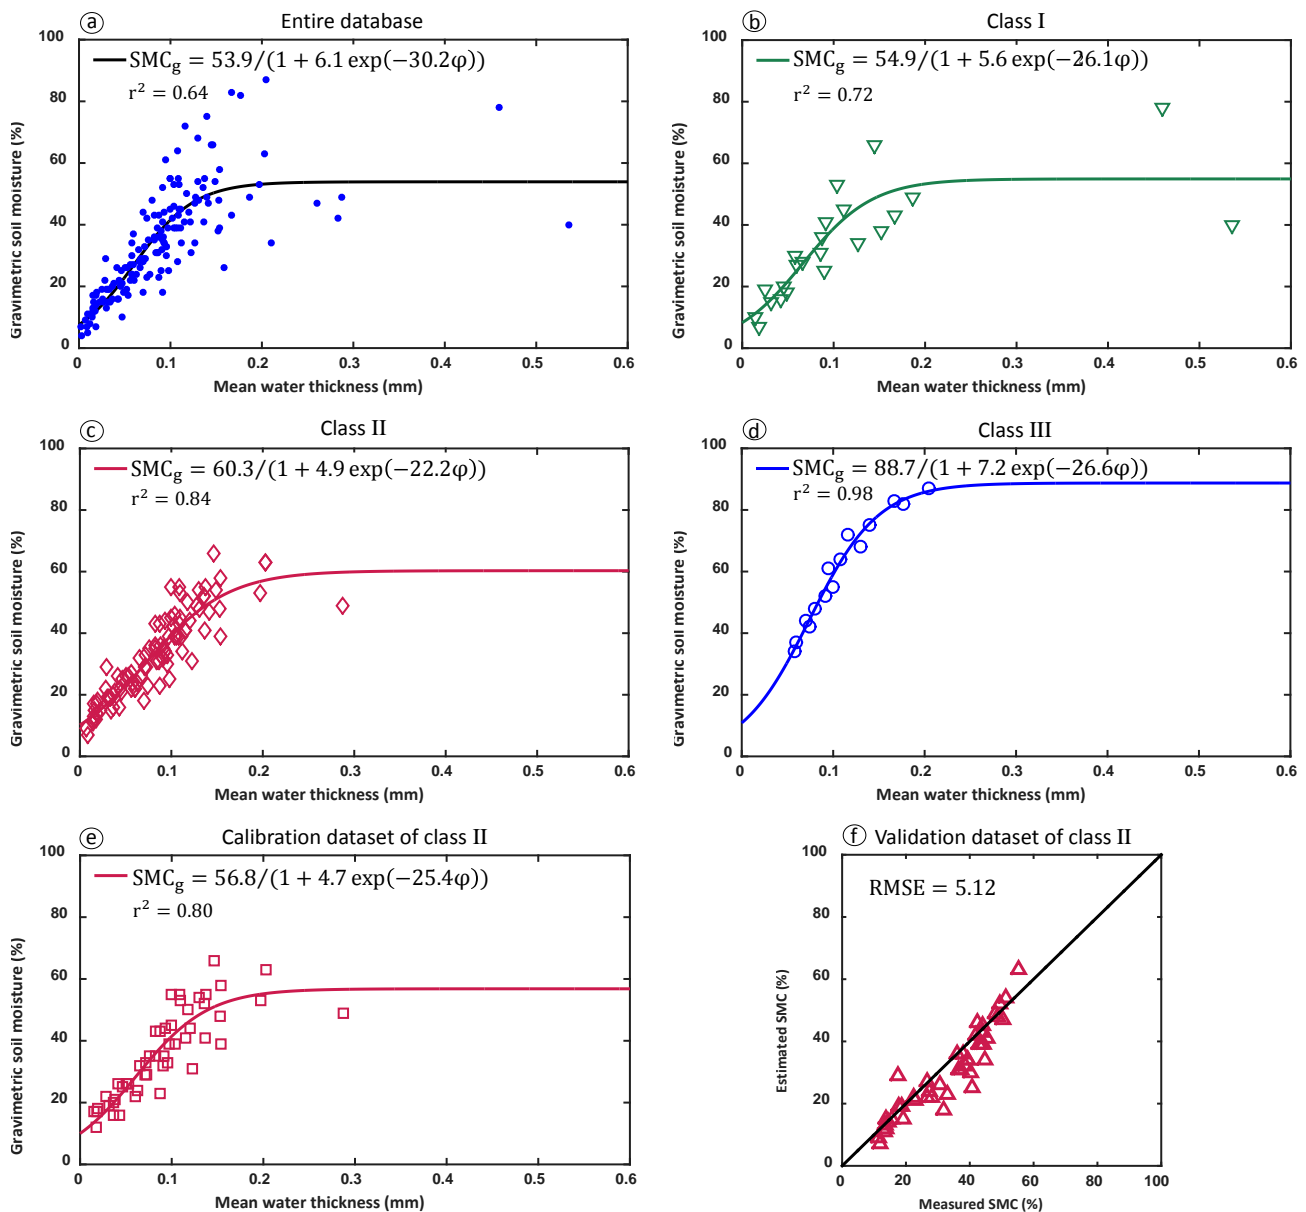 ⓐ Entire database
SMCg = 53.9/(1 + 6.1 exp(−30.2φ))
r² = 0.64
100
80
60
40
20
0
Gravimetric soil moisture (%)
0 0.1 0.2 0.3 0.4 0.5 0.6
Mean water thickness (mm)
ⓑ Class I
SMCg = 54.9/(1 + 5.6 exp(−26.1φ))
r² = 0.72
100
80
60
40
20
0
Gravimetric soil moisture (%)
0 0.1 0.2 0.3 0.4 0.5 0.6
Mean water thickness (mm)
ⓒ Class II
SMCg = 60.3/(1 + 4.9 exp(−22.2φ))
r² = 0.84
100
80
60
40
20
0
Gravimetric soil moisture (%)
0 0.1 0.2 0.3 0.4 0.5 0.6
Mean water thickness (mm)
ⓓ Class III
SMCg = 88.7/(1 + 7.2 exp(−26.6φ))
r² = 0.98
100
80
60
40
20
0
Gravimetric soil moisture (%)
0 0.1 0.2 0.3 0.4 0.5 0.6
Mean water thickness (mm)
ⓔ Calibration dataset of class II
SMCg = 56.8/(1 + 4.7 exp(−25.4φ))
r² = 0.80
100
80
60
40
20
0
Gravimetric soil moisture (%)
0 0.1 0.2 0.3 0.4 0.5 0.6
Mean water thickness (mm)
ⓕ Validation dataset of class II
RMSE = 5.12
100
80
60
40
20
0
Estimated SMC (%)
0 20 40 60 80 100
Measured SMC (%)